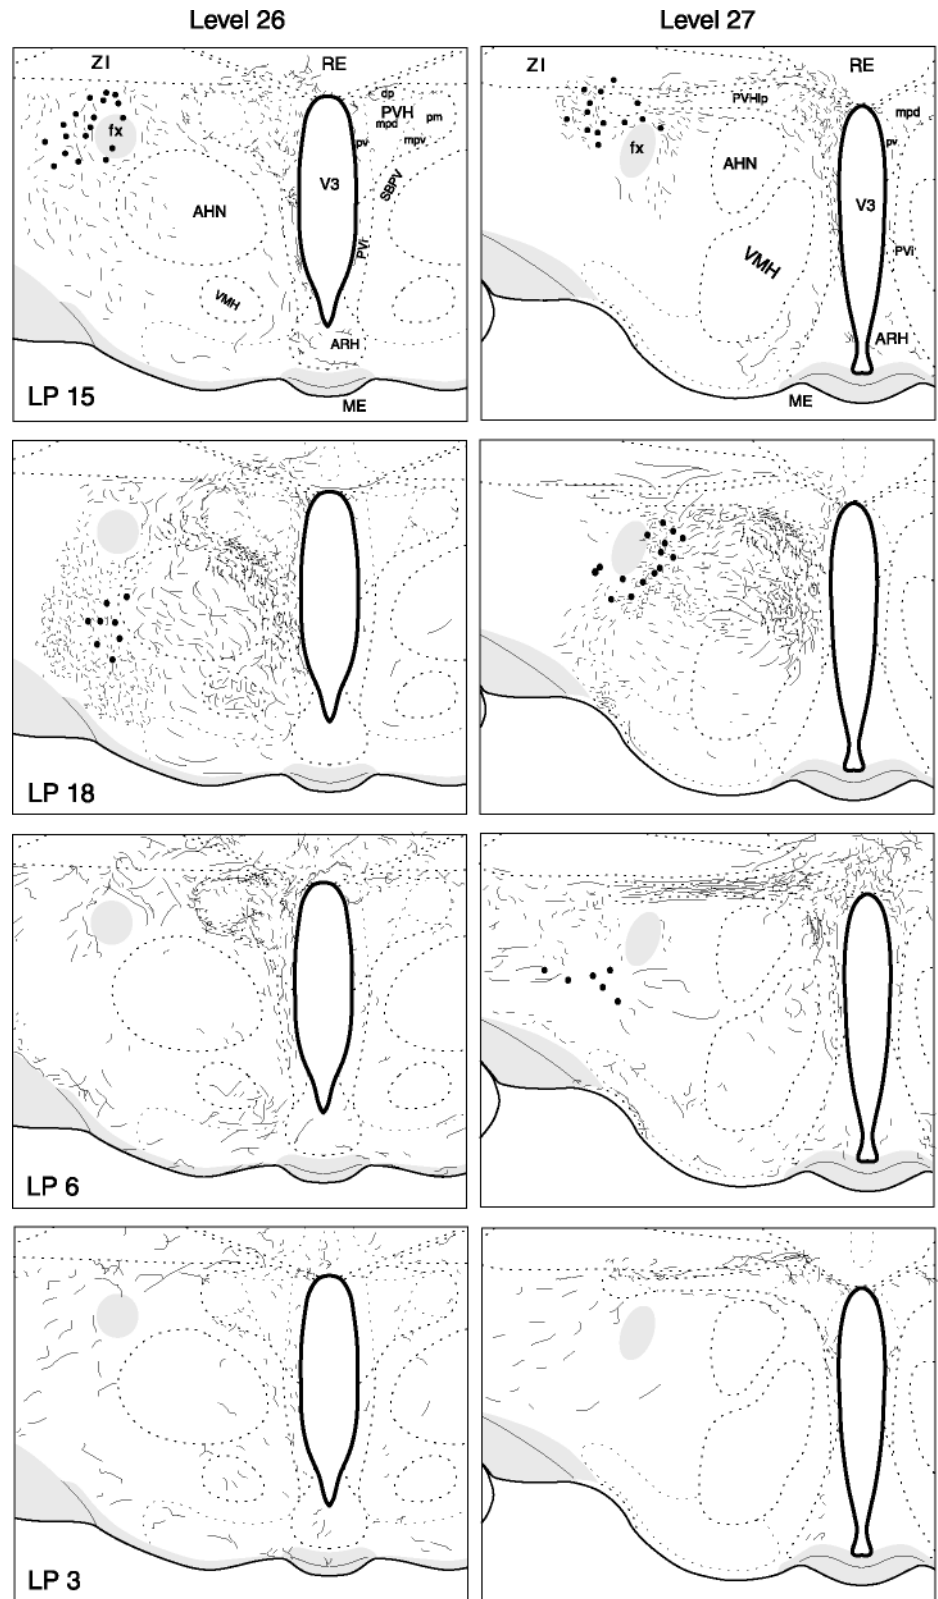 Level 26 Level 27
ZI RE
dp
PVH
pm
mpd
fx
mpv
pv
SBPV
V3
AHN
PVi
VMH
ARH
LP 15
ME
ZI RE
PVHlp
mpd
pv
fx
AHN
V3
VMH
PVi
ARH
ME
LP 18
LP 6
LP 3